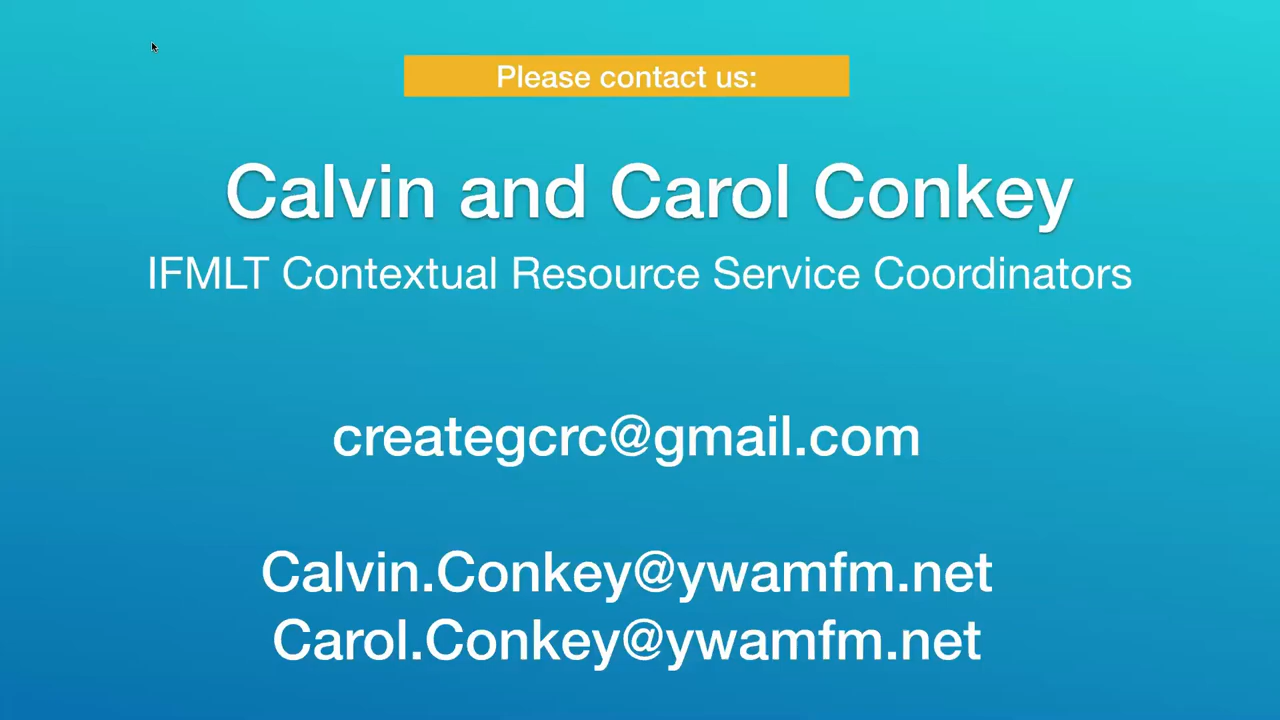 Please contact us:
Calvin and Carol Conkey
IFMLT Contextual Resource Service Coordinators
creategcrc@gmail.com
Calvin.Conkey@ywamfm.net
Carol.Conkey@ywamfm.net